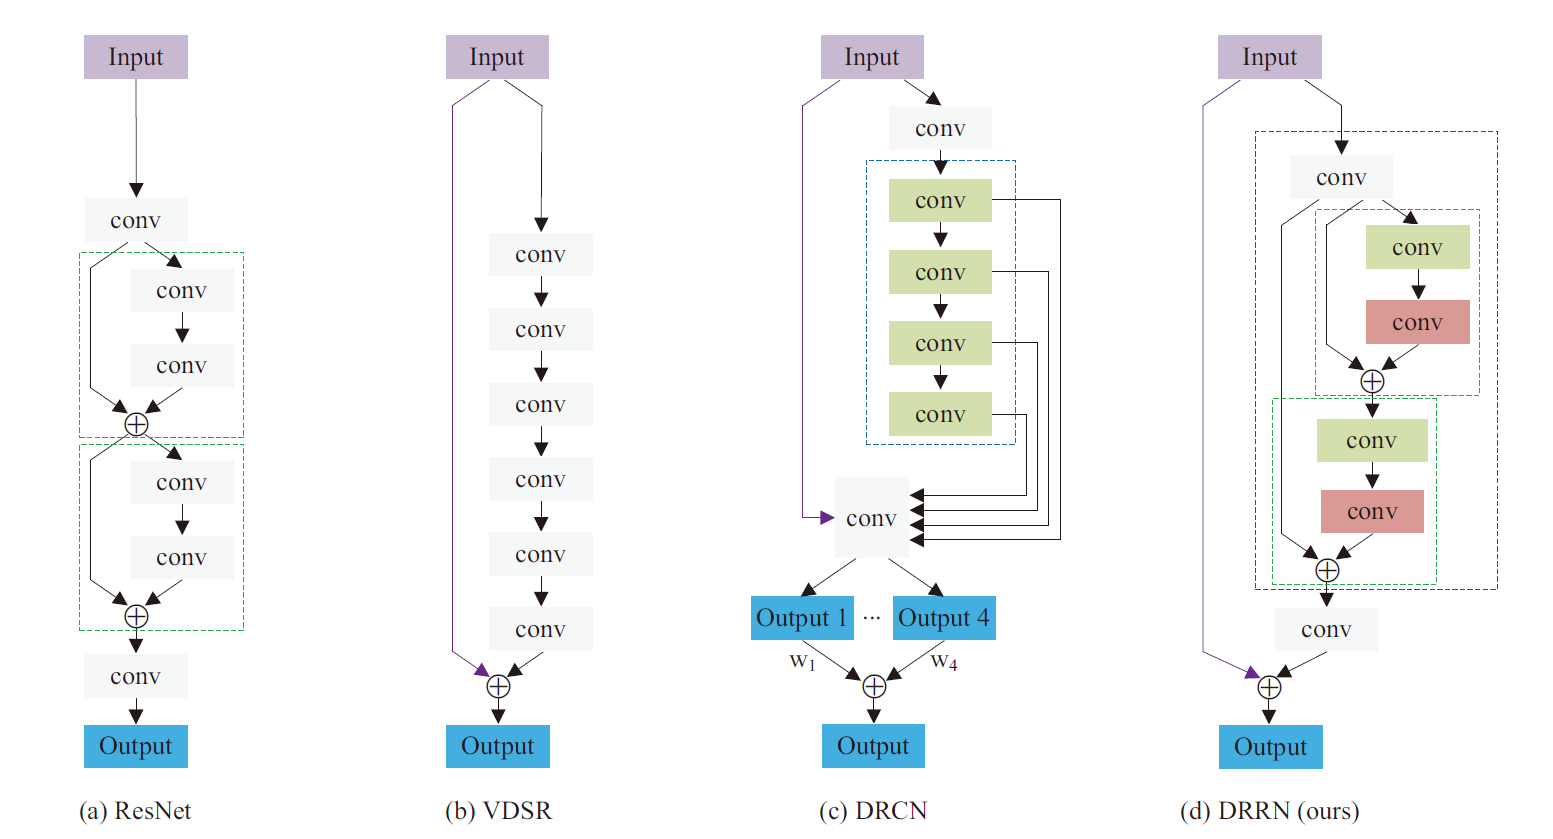 Input
conv
conv
conv
conv
conv
conv
Output
(a) ResNet
Input
conv
conv
conv
conv
conv
conv
Output
(b) VDSR
Input
conv
conv
conv
conv
conv
conv
Output 1 ... Output 4
w1 w4
Output
(c) DRCN
Input
conv
conv
conv
conv
conv
conv
Output
(d) DRRN (ours)